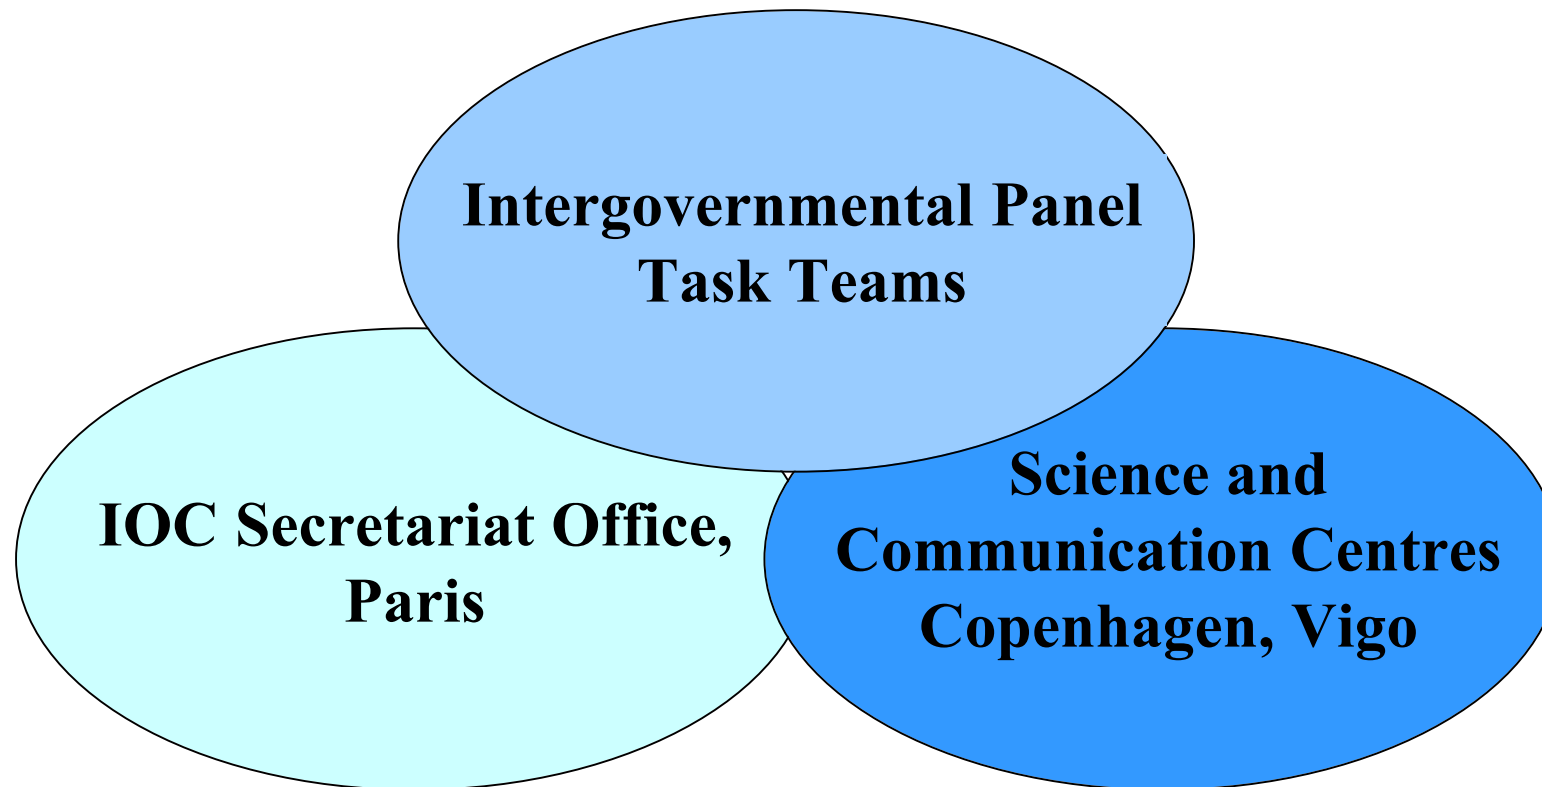 Intergovernmental Panel
Task Teams
IOC Secretariat Office,
Paris
Science and
Communication Centres
Copenhagen, Vigo